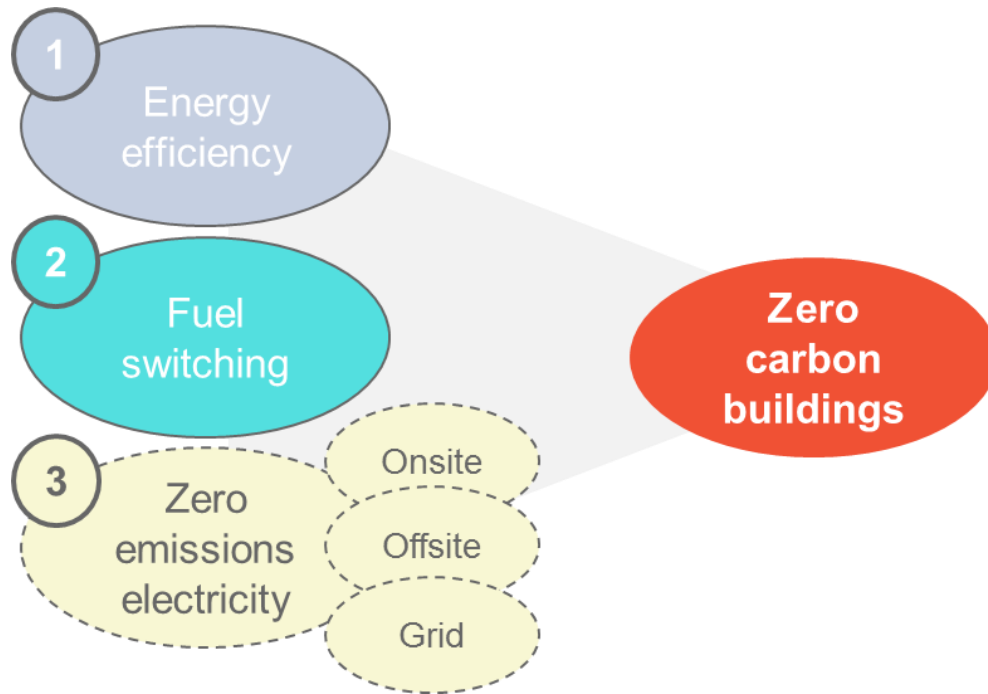 1
Energy
efficiency
2
Fuel
switching
3
Zero
emissions
electricity
Onsite
Offsite
Grid
Zero
carbon
buildings